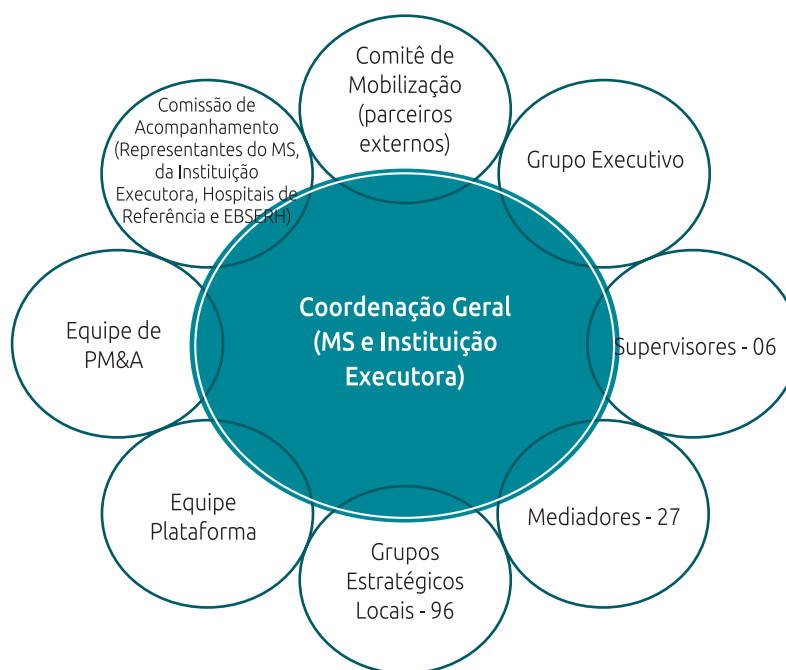 Comitê de
Mobilização
(parceiros
externos)
Comissão de
Acompanhamento
(Representantes do MS,
da Instituição
Executora, Hospitais de
Referência e EBSERH)
Grupo Executivo
Coordenação Geral
(MS e Instituição
Executora)
Equipe de
PM&A
Supervisores - 06
Equipe
Plataforma
Mediadores - 27
Grupos
Estratégicos
Locais - 96